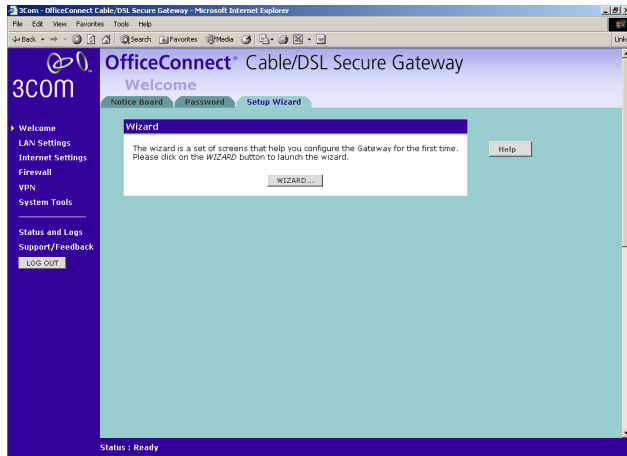 3Com - OfficeConnect Cable/DSL Secure Gateway - Microsoft Internet Explorer
File Edit View Favorites Tools Help
Back Search Favorites Media Links
3COM
OfficeConnect® Cable/DSL Secure Gateway
Welcome
Notice Board Password Setup Wizard
Welcome
LAN Settings
Internet Settings
Firewall
VPN
System Tools
Status and Logs
Support/Feedback
LOG OUT
Wizard
The wizard is a set of screens that help you configure the Gateway for the first time.
Please click on the WIZARD button to launch the wizard.
WIZARD...
Help
Status : Ready